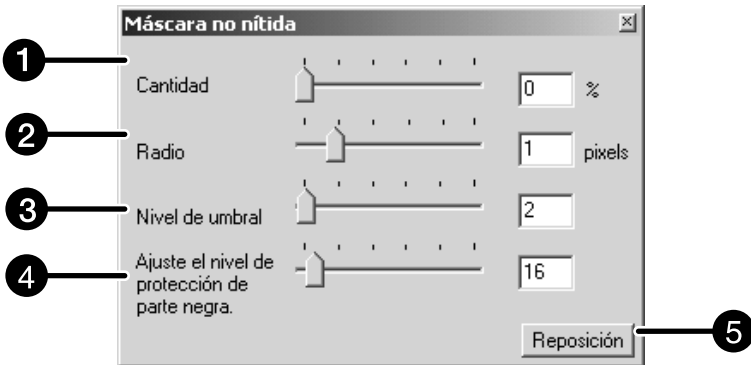 Máscara no nítida
1
Cantidad
0 %
2
Radio
1 pixels
3
Nivel de umbral
2
4
Ajuste el nivel de
protección de
parte negra.
16
Reposición
5